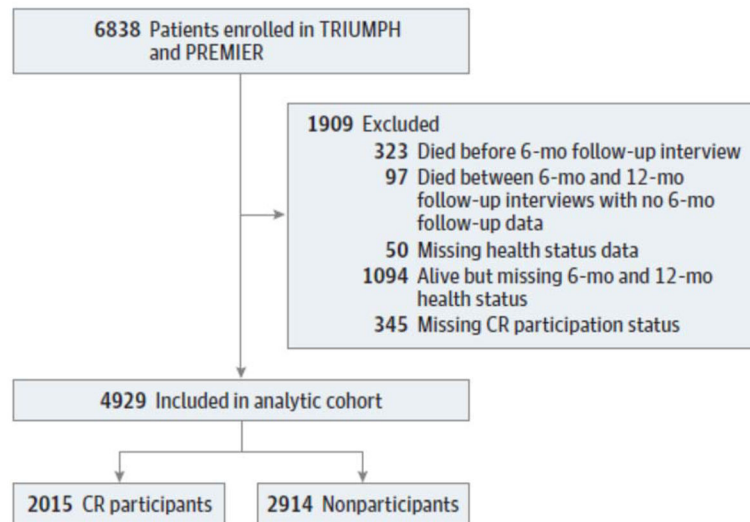 6838 Patients enrolled in TRIUMPH
and PREMIER
1909 Excluded
323 Died before 6-mo follow-up interview
97 Died between 6-mo and 12-mo
follow-up interviews with no 6-mo
follow-up data
50 Missing health status data
1094 Alive but missing 6-mo and 12-mo
health status
345 Missing CR participation status
4929 Included in analytic cohort
2015 CR participants
2914 Nonparticipants